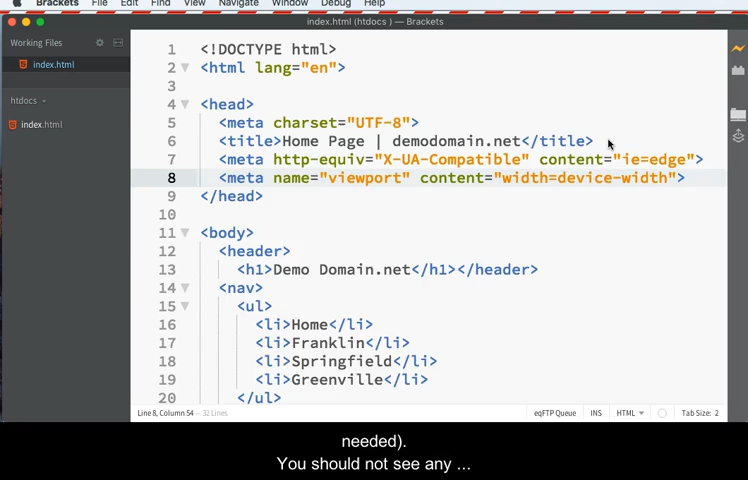 Brackets File Edit Find View Navigate Window Debug Help
index.html (htdocs ) — Brackets
Working Files
index.html
htdocs
index.html
1 <!DOCTYPE html>
2 <html lang="en">
3
4 <head>
5 <meta charset="UTF-8">
6 <title>Home Page | demodomain.net</title>
7 <meta http-equiv="X-UA-Compatible" content="ie=edge">
8 <meta name="viewport" content="width=device-width">
9 </head>
10
11 <body>
12 <header>
13 <h1>Demo Domain.net</h1></header>
14 <nav>
15 <ul>
16 <li>Home</li>
17 <li>Franklin</li>
18 <li>Springfield</li>
19 <li>Greenville</li>
20 </ul>
Line 8, Column 54 — 32 Lines
eqFTP Queue INS HTML Tab Size: 2
needed).
You should not see any ...